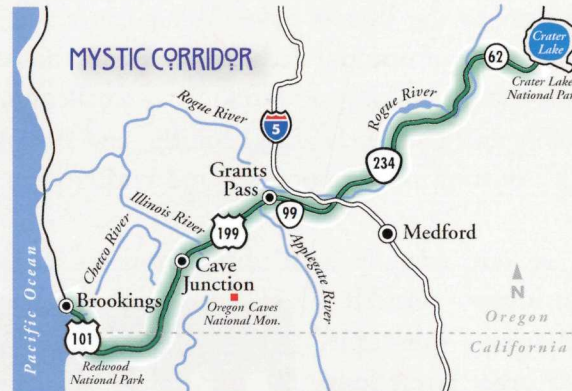 MYSTIC CORRIDOR
Crater
Lake
62
Crater Lake
National Par
Rogue River
Rogue River
5
234
Grants
Pass
99
Illinois River
199
Applegate River
Medford
Chetco River
Cave
Junction
Oregon Caves
National Mon.
Brookings
101
Redwood
National Park
Pacific Ocean
N
Oregon
California